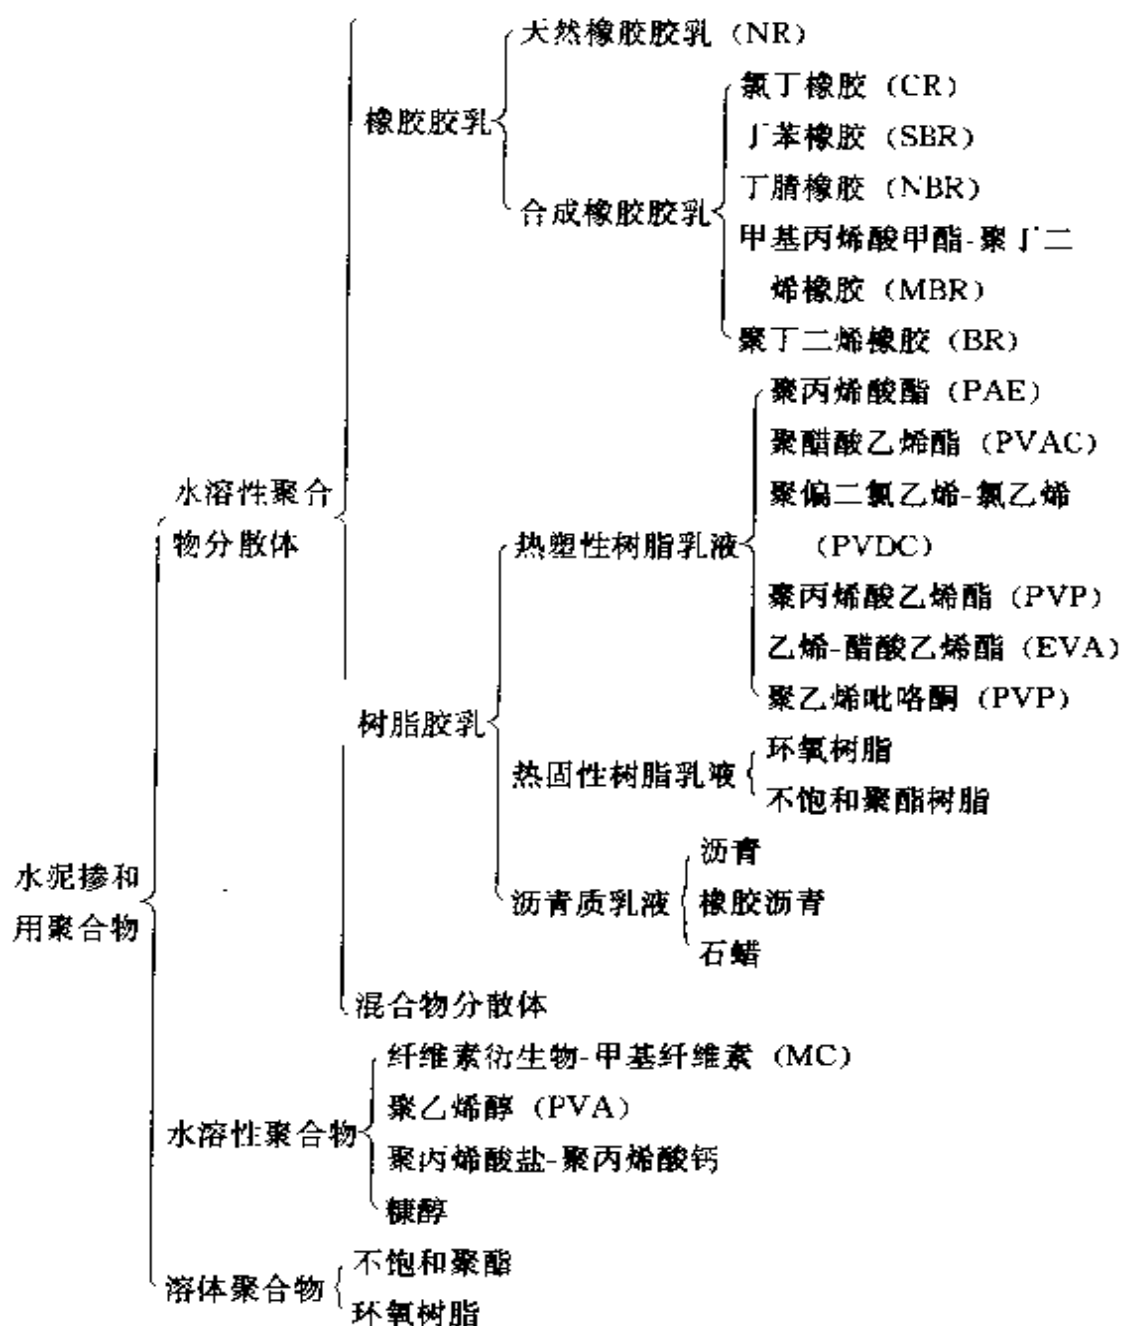 天然橡胶胶乳（NR）
氯丁橡胶（CR）
橡胶胶乳
丁苯橡胶（SBR）
丁腈橡胶（NBR）
合成橡胶胶乳
甲基丙烯酸甲酯-聚丁二
烯橡胶（MBR）
聚丁二烯橡胶（BR）
聚丙烯酸酯（PAE）
聚醋酸乙烯酯（PVAC）
水溶性聚合
物分散体
聚偏二氯乙烯-氯乙烯
（PVDC）
热塑性树脂乳液
聚丙烯酸乙烯酯（PVP）
乙烯-醋酸乙烯酯（EVA）
聚乙烯吡咯酮（PVP）
树脂胶乳
环氧树脂
热固性树脂乳液
不饱和聚酯树脂
沥青
水泥掺和
用聚合物
沥青质乳液
橡胶沥青
石蜡
混合物分散体
纤维素衍生物-甲基纤维素（MC）
聚乙烯醇（PVA）
水溶性聚合物
聚丙烯酸盐-聚丙烯酸钙
糠醇
不饱和聚酯
溶体聚合物
环氧树脂